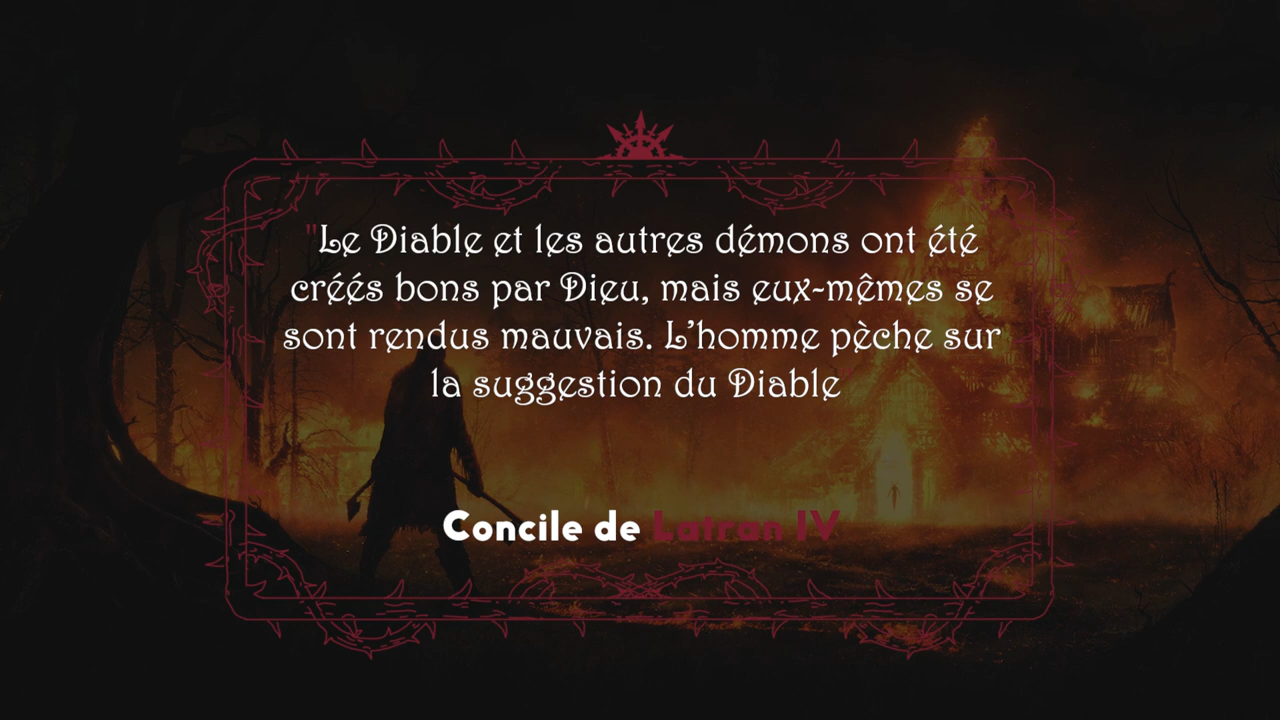 "Le Diable et les autres démons ont été
créés bons par Dieu, mais eux-mêmes se
sont rendus mauvais. L’homme pèche sur
la suggestion du Diable
Concile de Latran IV